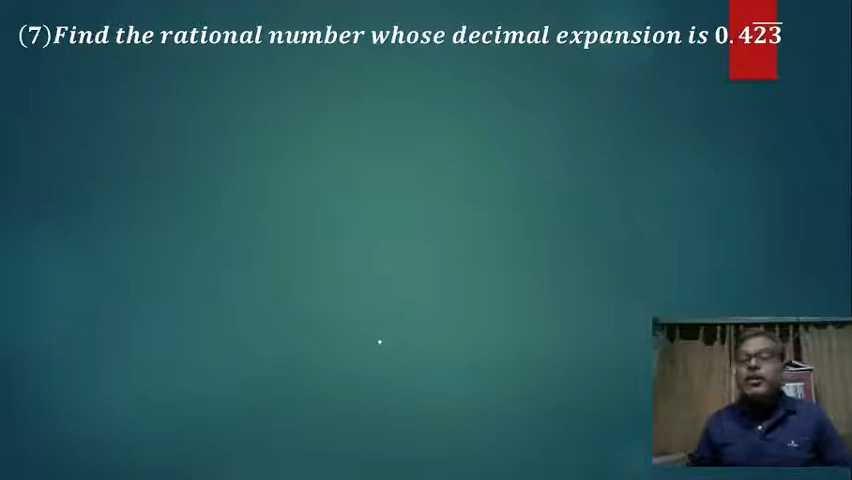 (7)Find the rational number whose decimal expansion is 0.4\overline{23}